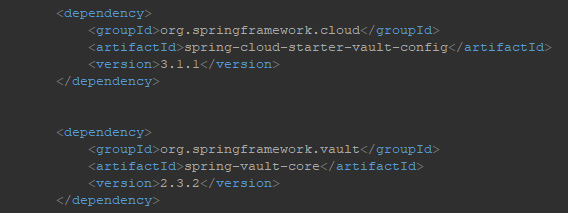 <dependency>
<groupId>org.springframework.cloud</groupId>
<artifactId>spring-cloud-starter-vault-config</artifactId>
<version>3.1.1</version>
</dependency>
<dependency>
<groupId>org.springframework.vault</groupId>
<artifactId>spring-vault-core</artifactId>
<version>2.3.2</version>
</dependency>